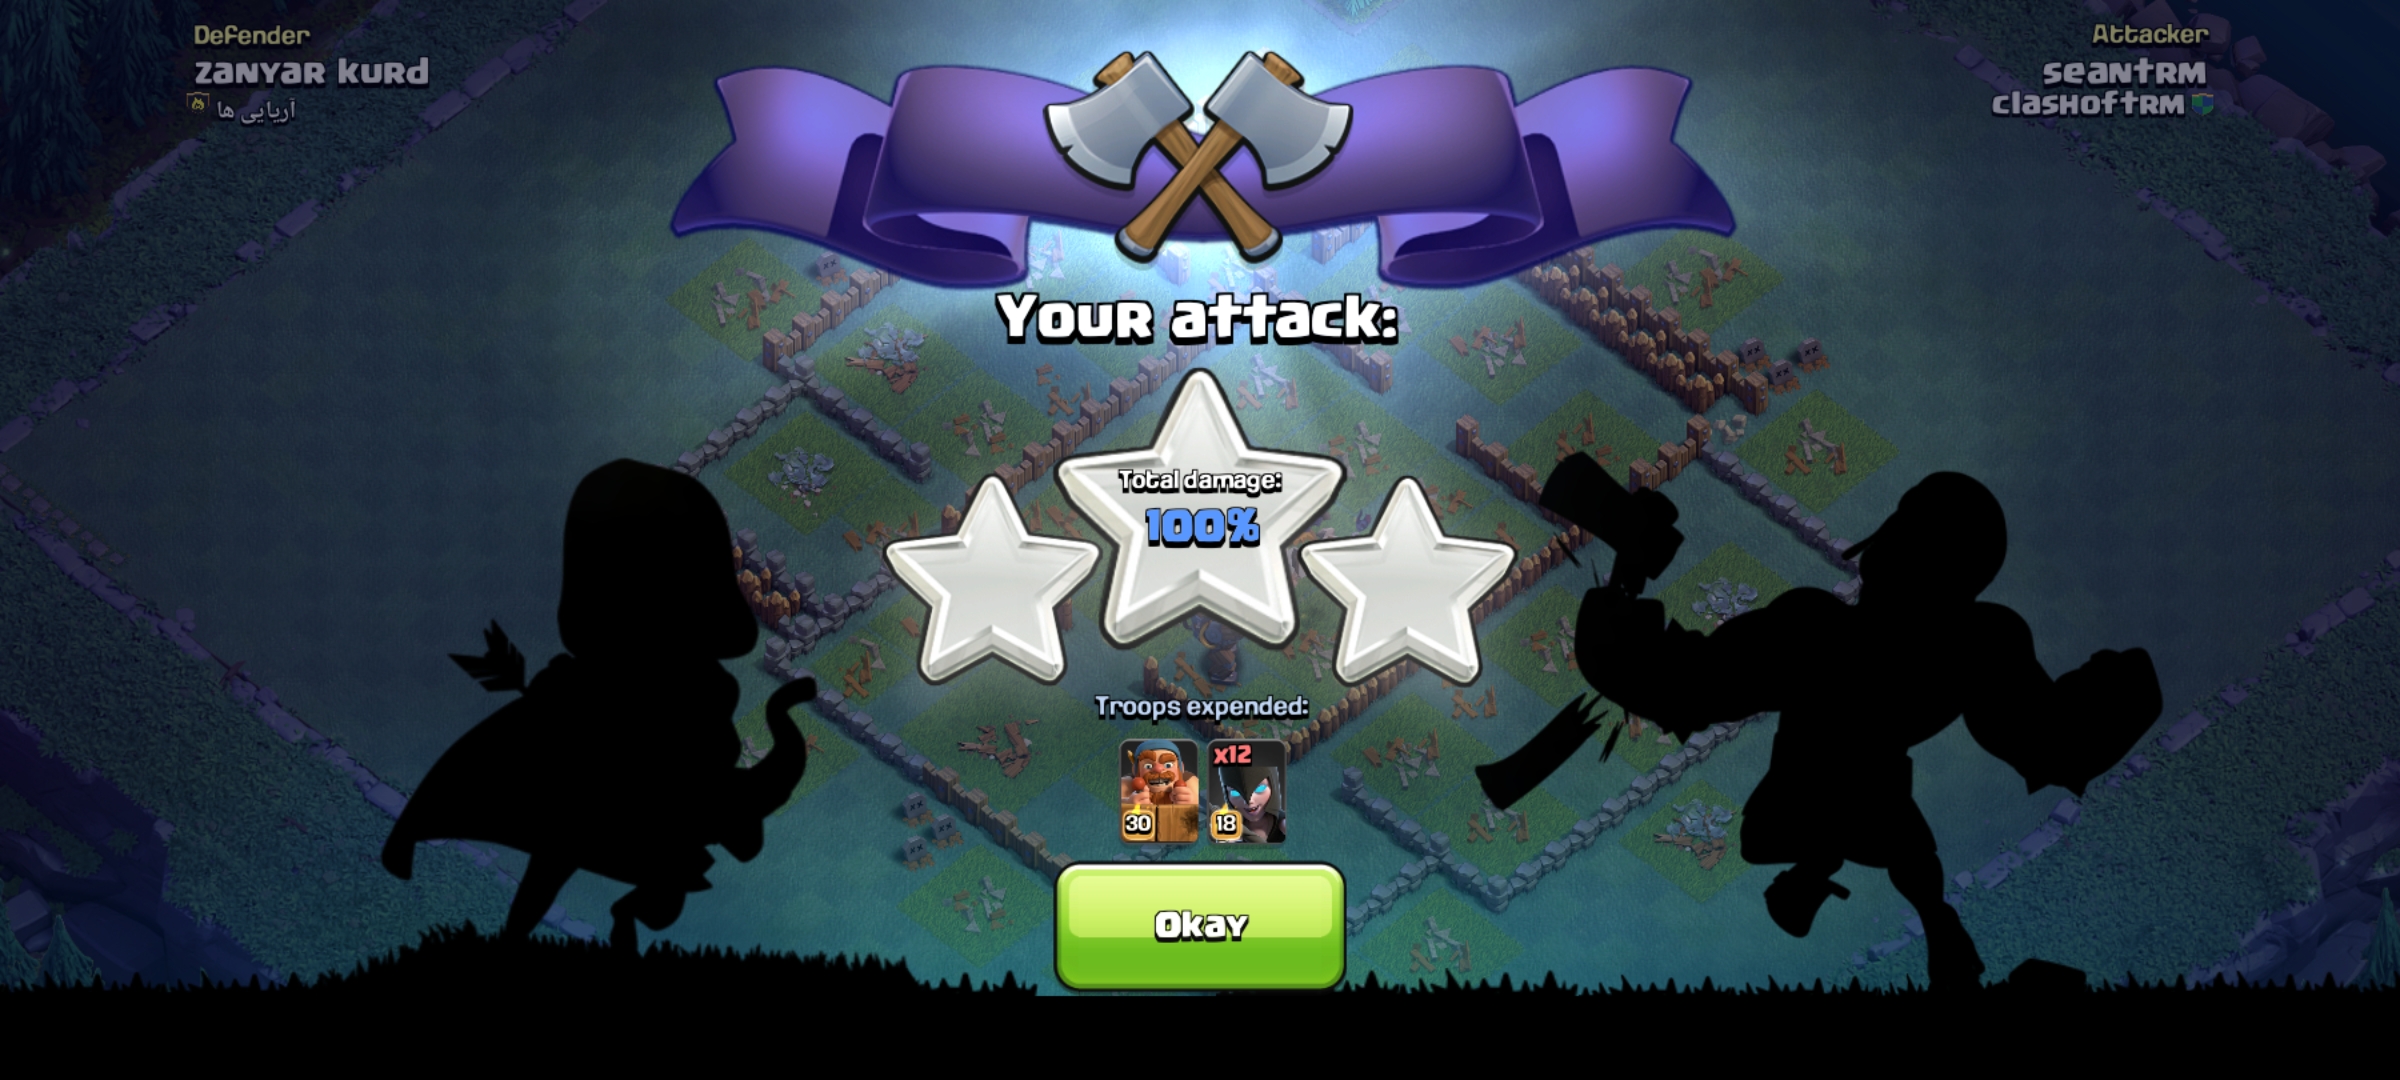 Defender
zanyar kurd
آریایی ها
Attacker
seantrm
clashoftrm
Your attack:
Total damage:
100%
Troops expended:
x12
30
18
Okay